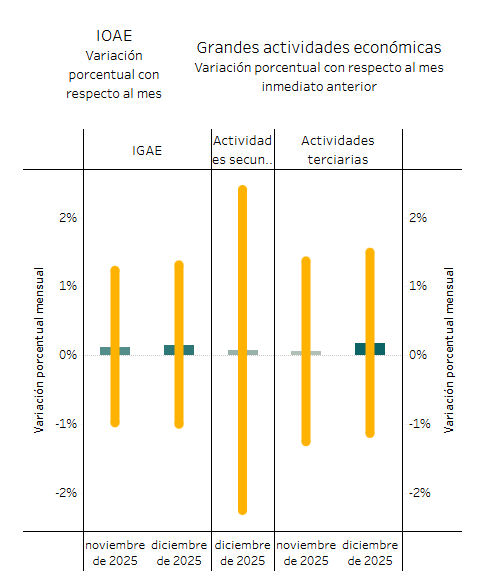 IOAE
Variación
porcentual con
respecto al mes
Grandes actividades económicas
Variación porcentual con respecto al mes
inmediato anterior
IGAE
Actividad
es secun..
Actividades
terciarias
2%
1%
0%
-1%
-2%
Variación porcentual mensual
2%
1%
0%
-1%
-2%
Variación porcentual mensual
noviembre
de 2025
diciembre
de 2025
diciembre
de 2025
noviembre
de 2025
diciembre
de 2025